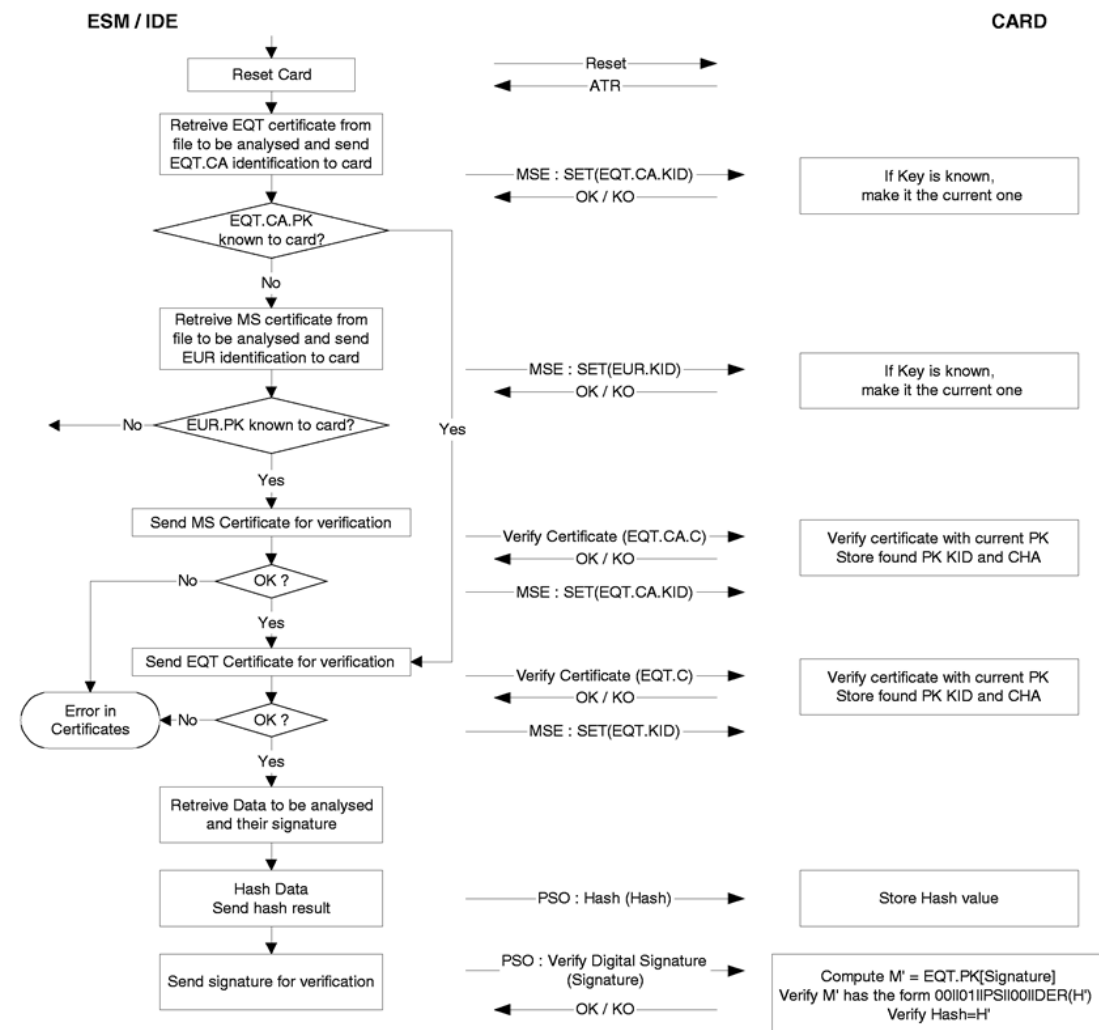 ESM / IDE
CARD
Reset Card
Reset
ATR
Retreive EQT certificate from
file to be analysed and send
EQT.CA identification to card
MSE : SET(EQT.CA.KID)
OK / KO
If Key is known,
make it the current one
EQT.CA.PK
known to card?
No
Retreive MS certificate from
file to be analysed and send
EUR identification to card
MSE : SET(EUR.KID)
OK / KO
If Key is known,
make it the current one
No
EUR.PK known to card?
Yes
Yes
Send MS Certificate for verification
Verify Certificate (EQT.CA.C)
OK / KO
Verify certificate with current PK
Store found PK KID and CHA
No
OK ?
MSE : SET(EQT.CA.KID)
Yes
Send EQT Certificate for verification
Verify Certificate (EQT.C)
OK / KO
Verify certificate with current PK
Store found PK KID and CHA
Error in
Certificates
No
OK ?
MSE : SET(EQT.KID)
Yes
Retreive Data to be analysed
and their signature
Hash Data
Send hash result
PSO : Hash (Hash)
Store Hash value
Send signature for verification
PSO : Verify Digital Signature
(Signature)
OK / KO
Compute M' = EQT.PK[Signature]
Verify M' has the form 00||01||PS||00||DER(H')
Verify Hash=H'